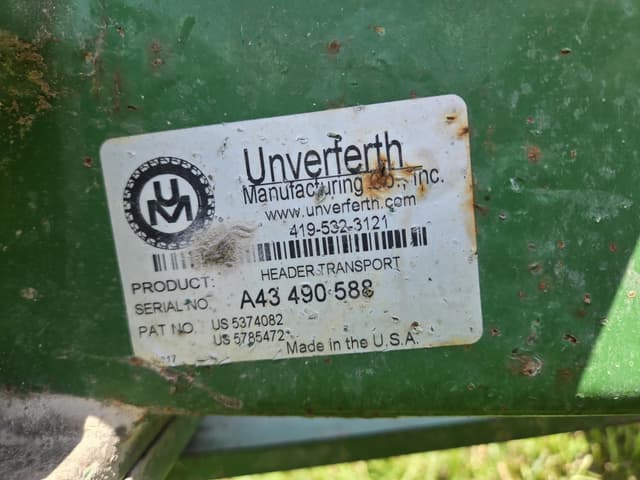 Unverferth
Manufacturing Co., Inc.
www.unverferth.com
419-532-3121
UM
PRODUCT: HEADER TRANSPORT
SERIAL NO. A43 490 588
PAT NO. US 5374082
US 5785472
Made in the U.S.A.